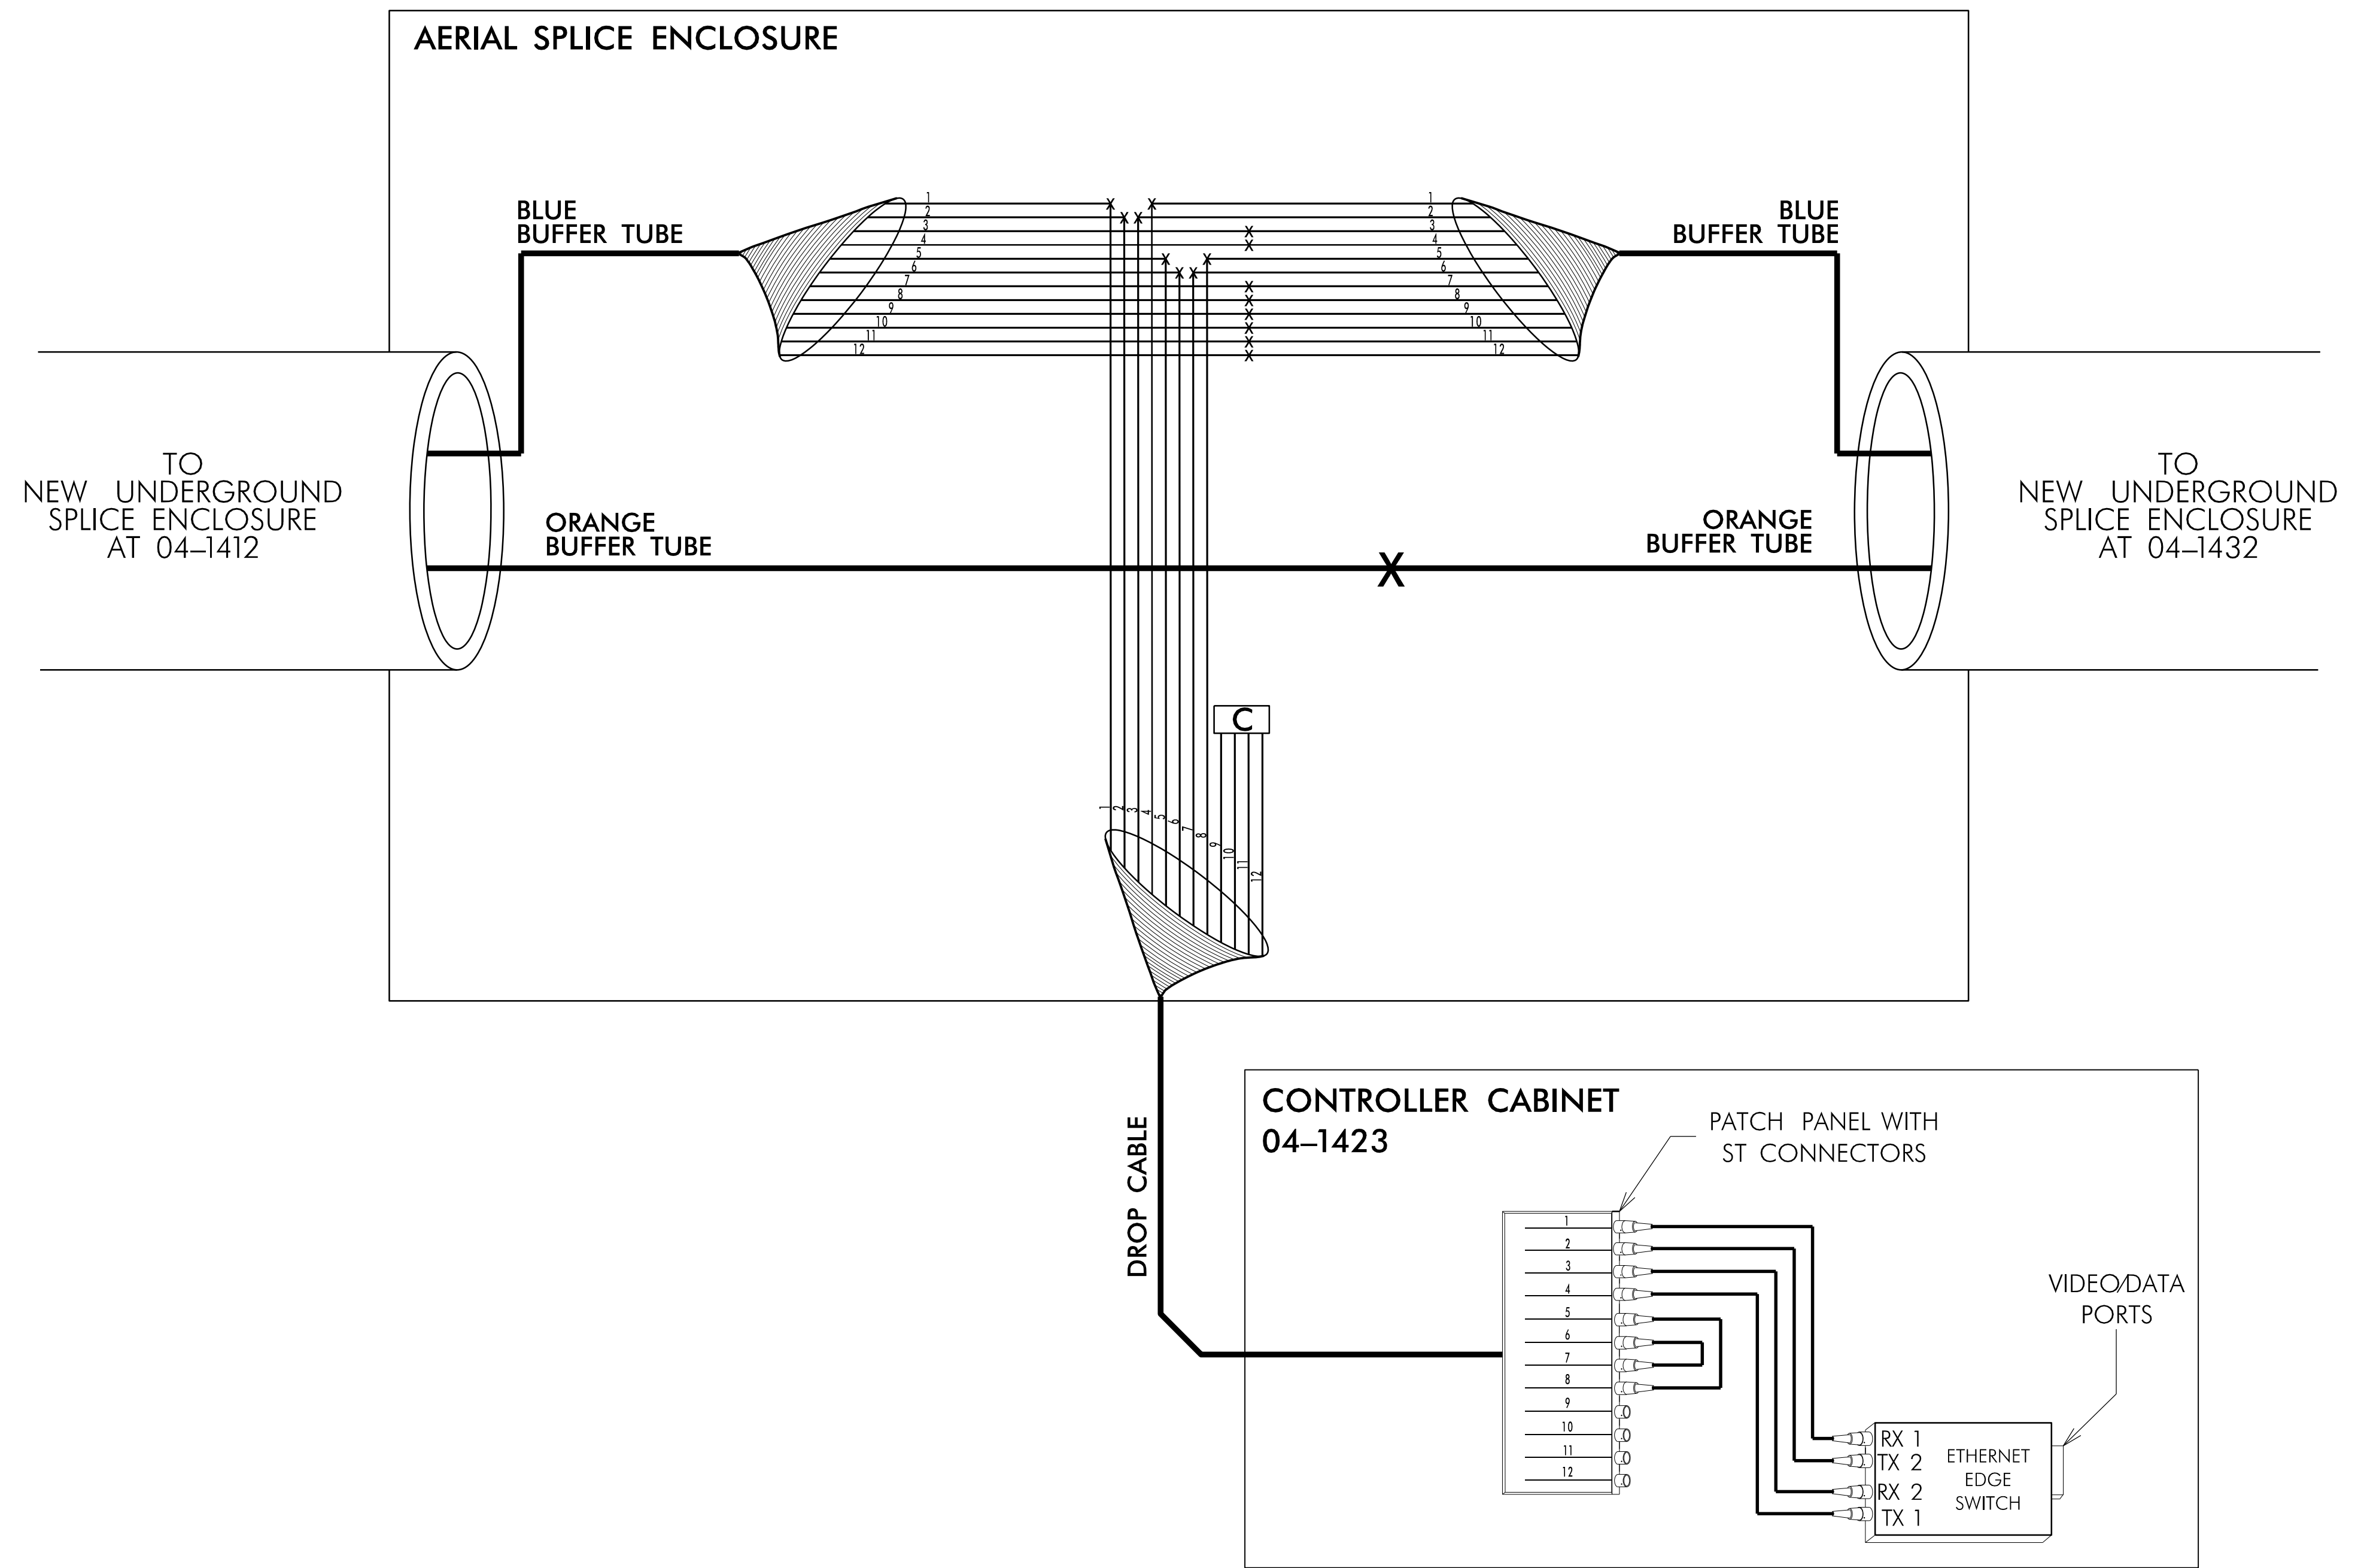 AERIAL SPLICE ENCLOSURE
BLUE
BUFFER TUBE
1
2
3
4
5
6
7
8
9
10
11
12
X X
X X
X
X
X X
X X
X
X
X
X
X
X
1
2
3
4
5
6
7
8
9
10
11
12
BLUE
BUFFER TUBE
TO
NEW UNDERGROUND
SPLICE ENCLOSURE
AT 04–1412
ORANGE
BUFFER TUBE
X
ORANGE
BUFFER TUBE
TO
NEW UNDERGROUND
SPLICE ENCLOSURE
AT 04–1432
C
1
2
3
4
5
6
7
8
9
10
11
12
DROP CABLE
CONTROLLER CABINET
04–1423
PATCH PANEL WITH
ST CONNECTORS
1
2
3
4
5
6
7
8
9
10
11
12
VIDEO/DATA
PORTS
RX 1
TX 2
RX 2
TX 1
ETHERNET
EDGE
SWITCH